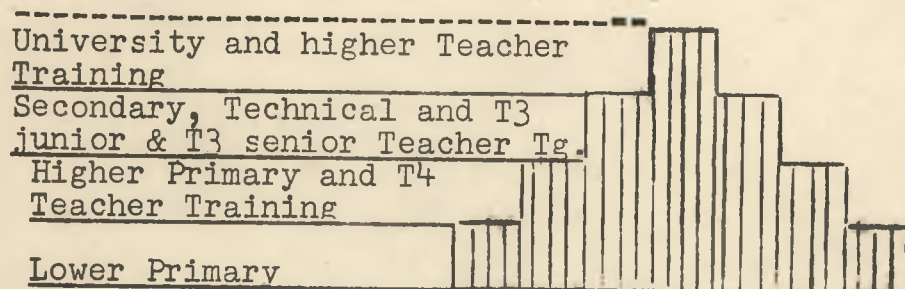 University and higher Teacher
Training
Secondary, Technical and T3
junior & T3 senior Teacher Tg.
Higher Primary and T4
Teacher Training
Lower Primary